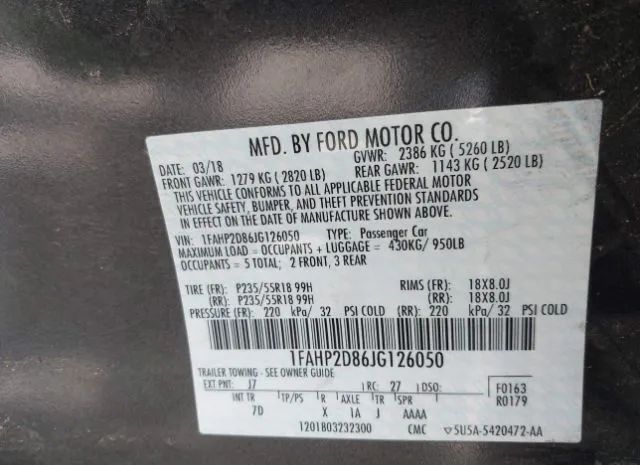 MFD. BY FORD MOTOR CO.
DATE: 03/18 GVWR: 2386 KG ( 5260 LB)
FRONT GAWR: 1279 KG ( 2820 LB) REAR GAWR: 1143 KG ( 2520 LB)
THIS VEHICLE CONFORMS TO ALL APPLICABLE FEDERAL MOTOR
VEHICLE SAFETY, BUMPER, AND THEFT PREVENTION STANDARDS
IN EFFECT ON THE DATE OF MANUFACTURE SHOWN ABOVE.
VIN: 1FAHP2D86JG126050 TYPE: Passenger Car
MAXIMUM LOAD = OCCUPANTS + LUGGAGE = 430KG/ 950LB
OCCUPANTS = 5 TOTAL; 2 FRONT, 3 REAR
TIRE (FR): P235/55R18 99H RIMS (FR): 18X8.0J
(RR): P235/55R18 99H (RR): 18X8.0J
PRESSURE (FR): 220 kPa/ 32 PSI COLD (RR): 220 kPa/ 32 PSI COLD
1FAHP2D86JG126050
TRAILER TOWING - SEE OWNER GUIDE
EXT PNT: J7 RC: 27 DSO: F0163
INT TR TP/PS R AXLE TR SPR R0179
7D X 1A J AAAA
1201803232300 CMC 5U5A-5420472-AA